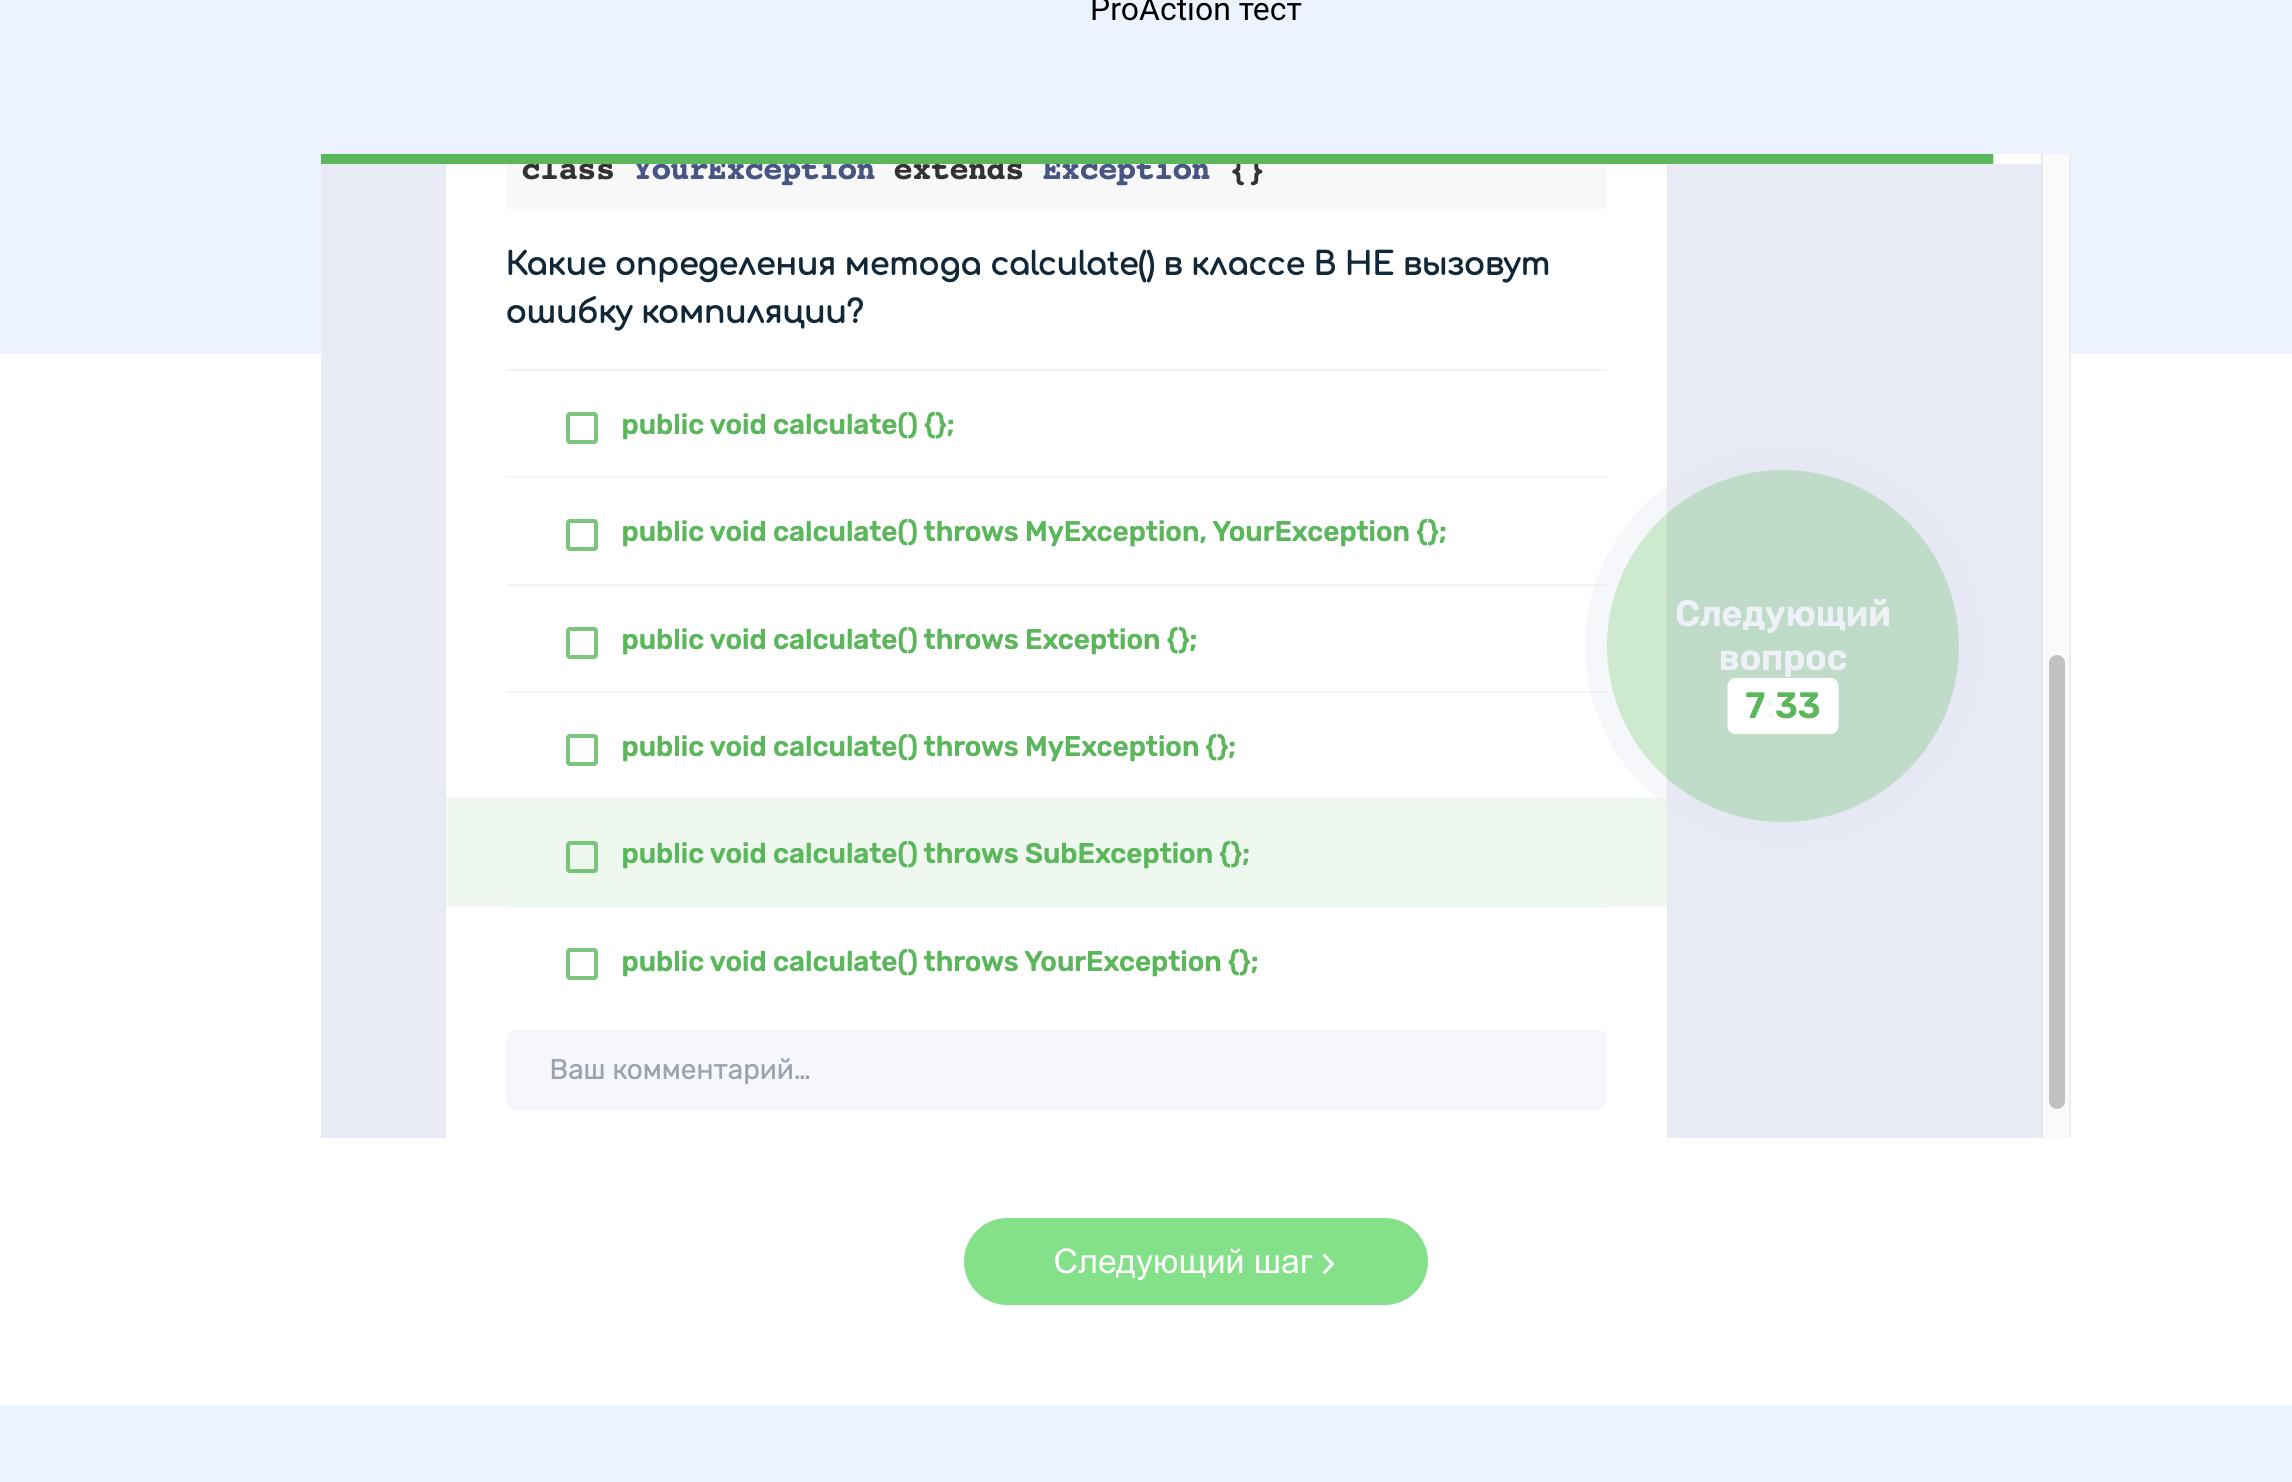 ProAction тест
class YourException extends Exception {}
Какие определения метода calculate() в классе B НЕ вызовут
ошибку компиляции?
public void calculate() {};
public void calculate() throws MyException, YourException {};
public void calculate() throws Exception {};
public void calculate() throws MyException {};
public void calculate() throws SubException {};
public void calculate() throws YourException {};
Следующий
вопрос
7:33
Ваш комментарий...
Следующий шаг